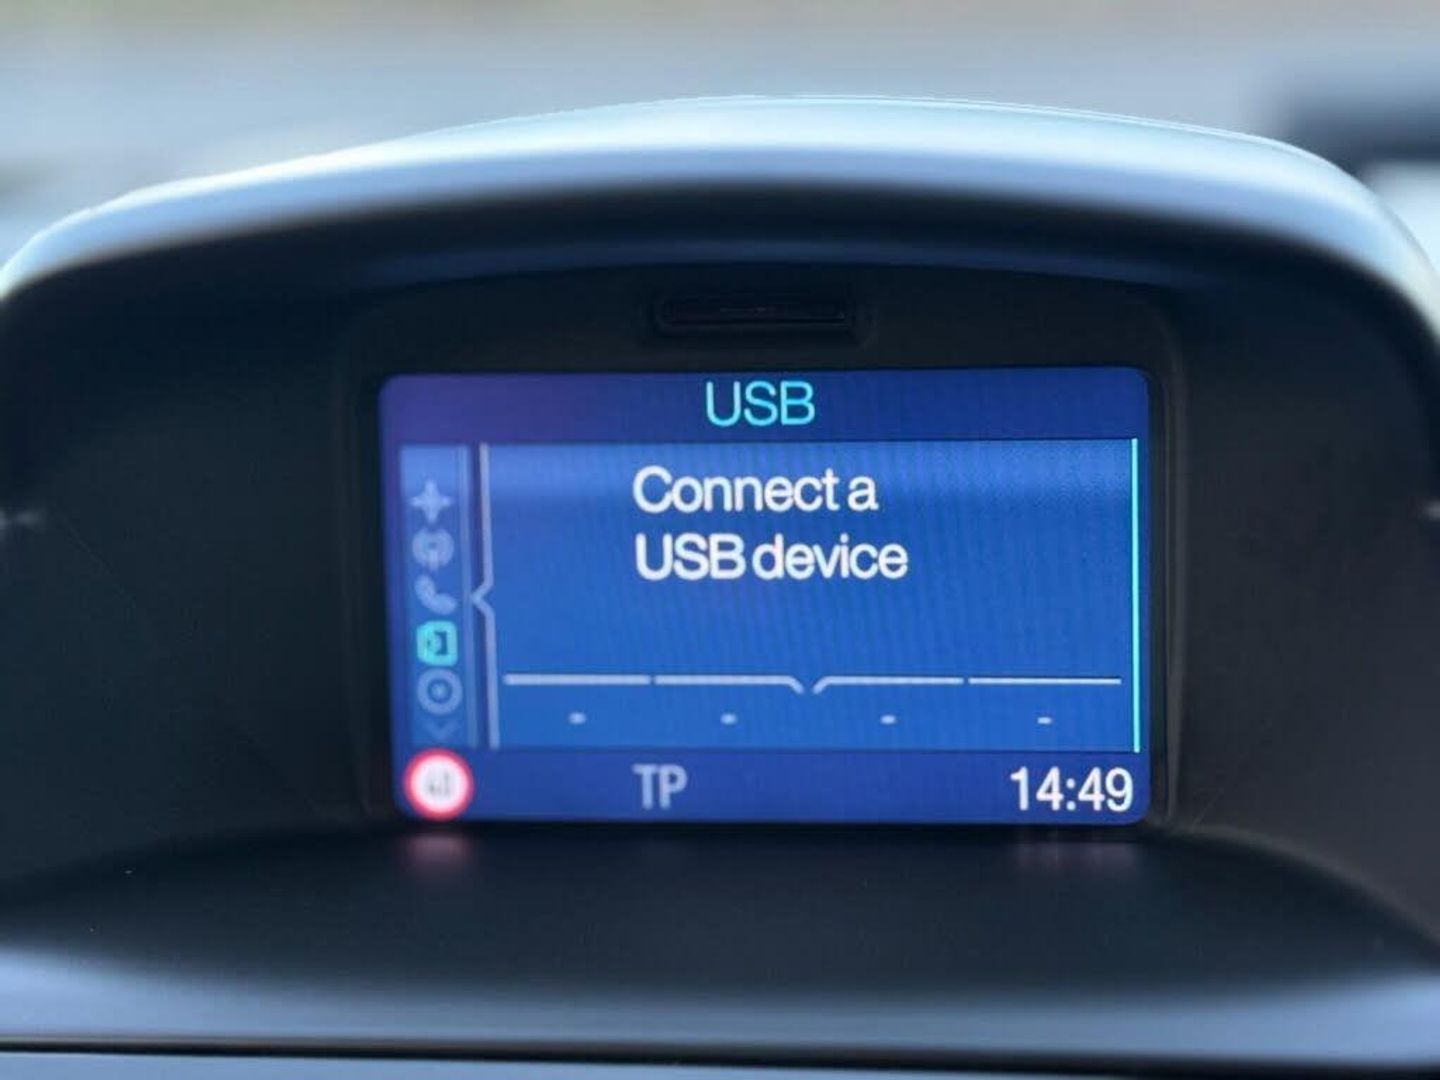 USB
Connect a
USB device
- - - -
TP 14:49